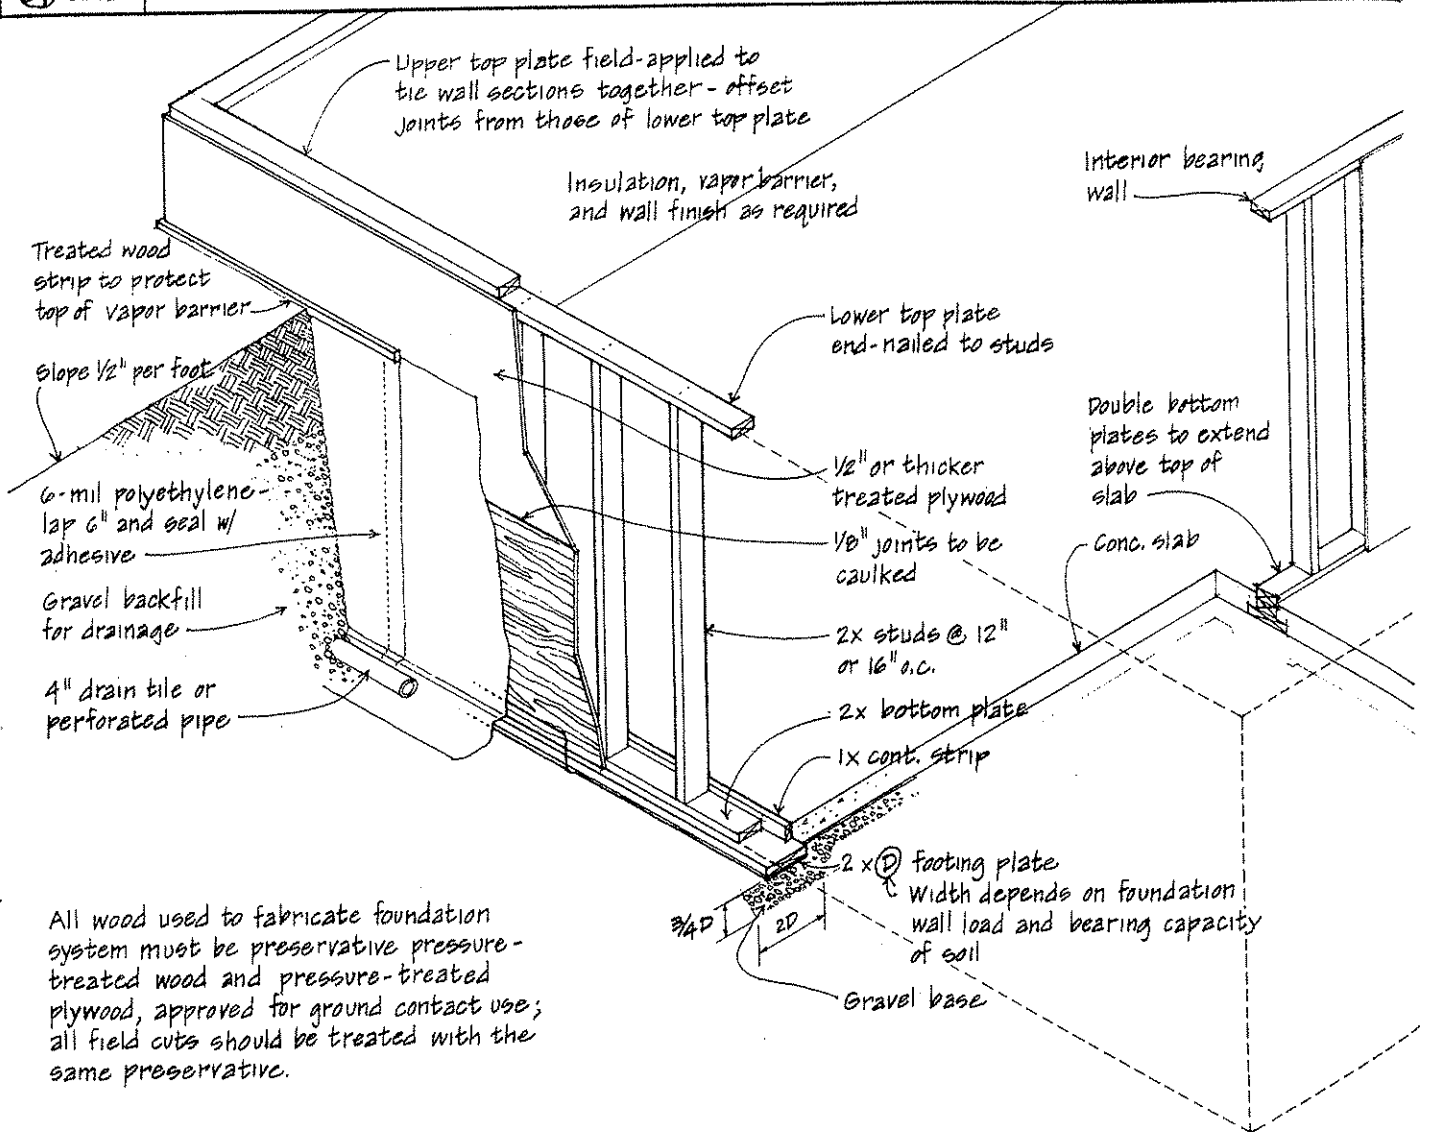 Upper top plate field-applied to
tie wall sections together - offset
joints from those of lower top plate
Insulation, vapor barrier,
and wall finish as required
Interior bearing
wall
Treated wood
strip to protect
top of vapor barrier
Slope 1/2" per foot
Lower top plate
end-nailed to studs
Double bottom
plates to extend
above top of
slab
6-mil polyethylene-
lap 6" and seal w/
adhesive
1/2" or thicker
treated plywood
1/8" joints to be
caulked
Conc. slab
Gravel backfill
for drainage
2x studs @ 12"
or 16" o.c.
4" drain tile or
perforated pipe
2x bottom plate
1x cont. strip
2 x D footing plate
Width depends on foundation
wall load and bearing capacity
of soil
3/4D
2D
Gravel base
All wood used to fabricate foundation
system must be preservative pressure-
treated wood and pressure-treated
plywood, approved for ground contact use;
all field cuts should be treated with the
same preservative.